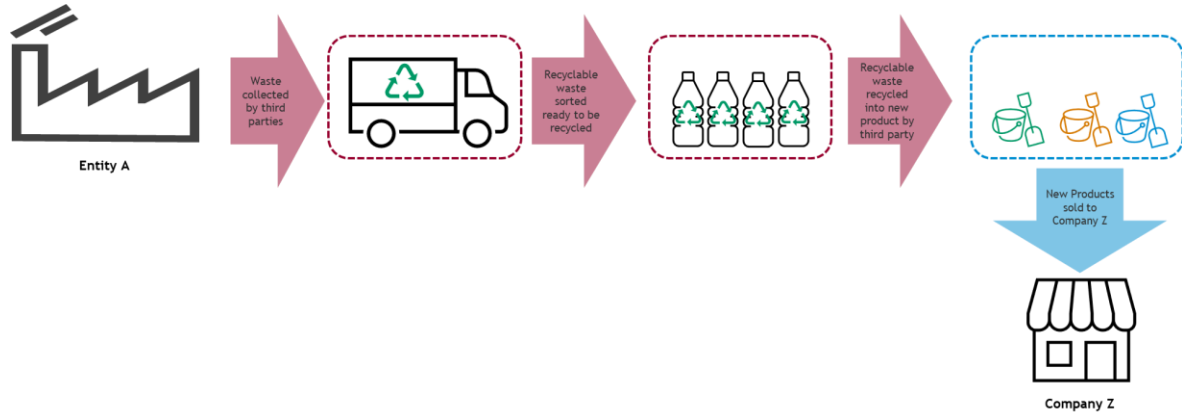 Waste
collected
by third
parties
Recyclable
waste
sorted
ready to be
recycled
Recyclable
waste
recycled
into new
product by
third party
Entity A
New Products
sold to
Company Z
Company Z